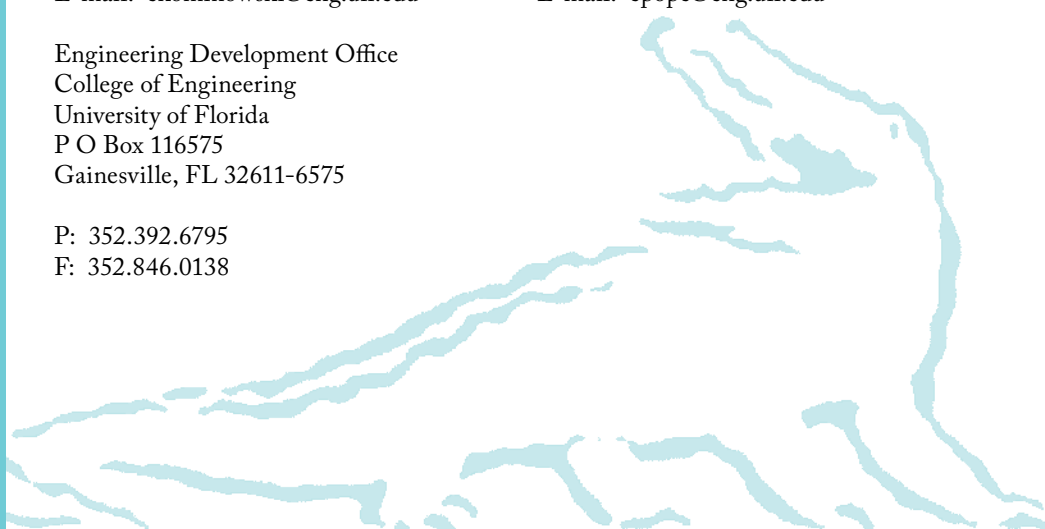 Engineering Development Office
College of Engineering
University of Florida
P O Box 116575
Gainesville, FL 32611-6575
P: 352.392.6795
F: 352.846.0138